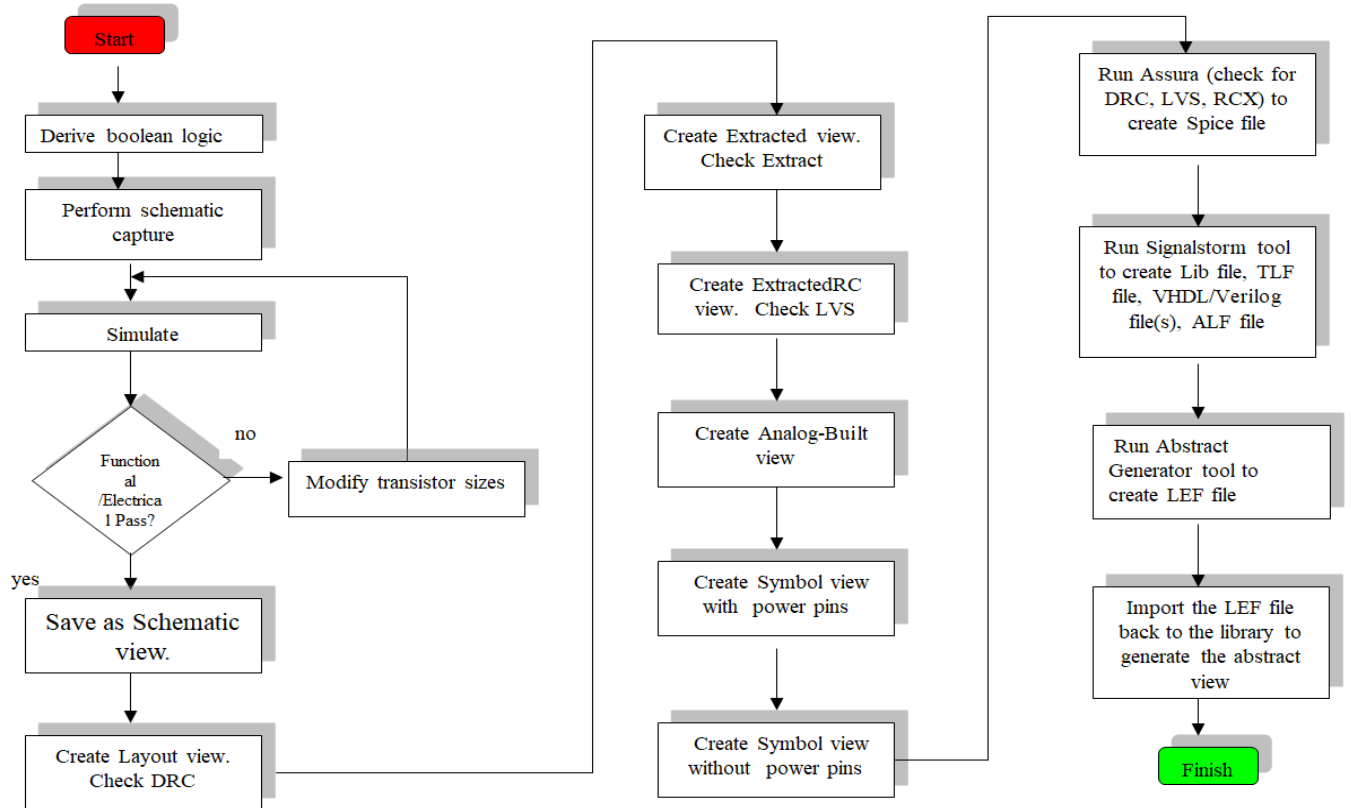 Start
Derive boolean logic
Perform schematic
capture
Simulate
Function
al
/Electrica
l Pass?
no
Modify transistor sizes
yes
Save as Schematic
view.
Create Layout view.
Check DRC
Create Extracted view.
Check Extract
Create ExtractedRC
view. Check LVS
Create Analog-Built
view
Create Symbol view
with power pins
Create Symbol view
without power pins
Run Assura (check for
DRC, LVS, RCX) to
create Spice file
Run Signalstorm tool
to create Lib file, TLF
file, VHDL/Verilog
file(s), ALF file
Run Abstract
Generator tool to
create LEF file
Import the LEF file
back to the library to
generate the abstract
view
Finish